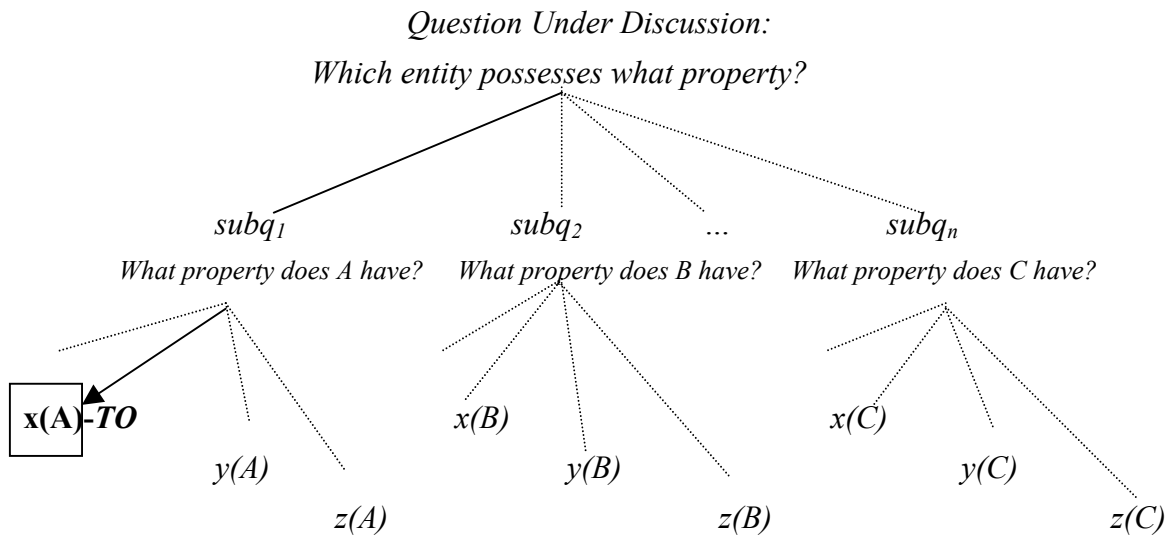 Question Under Discussion:
Which entity possesses what property?
subq₁ subq₂ ... subqₙ
What property does A have? What property does B have? What property does C have?
x(A)-TO x(B) x(C)
y(A) y(B) y(C)
z(A) z(B) z(C)